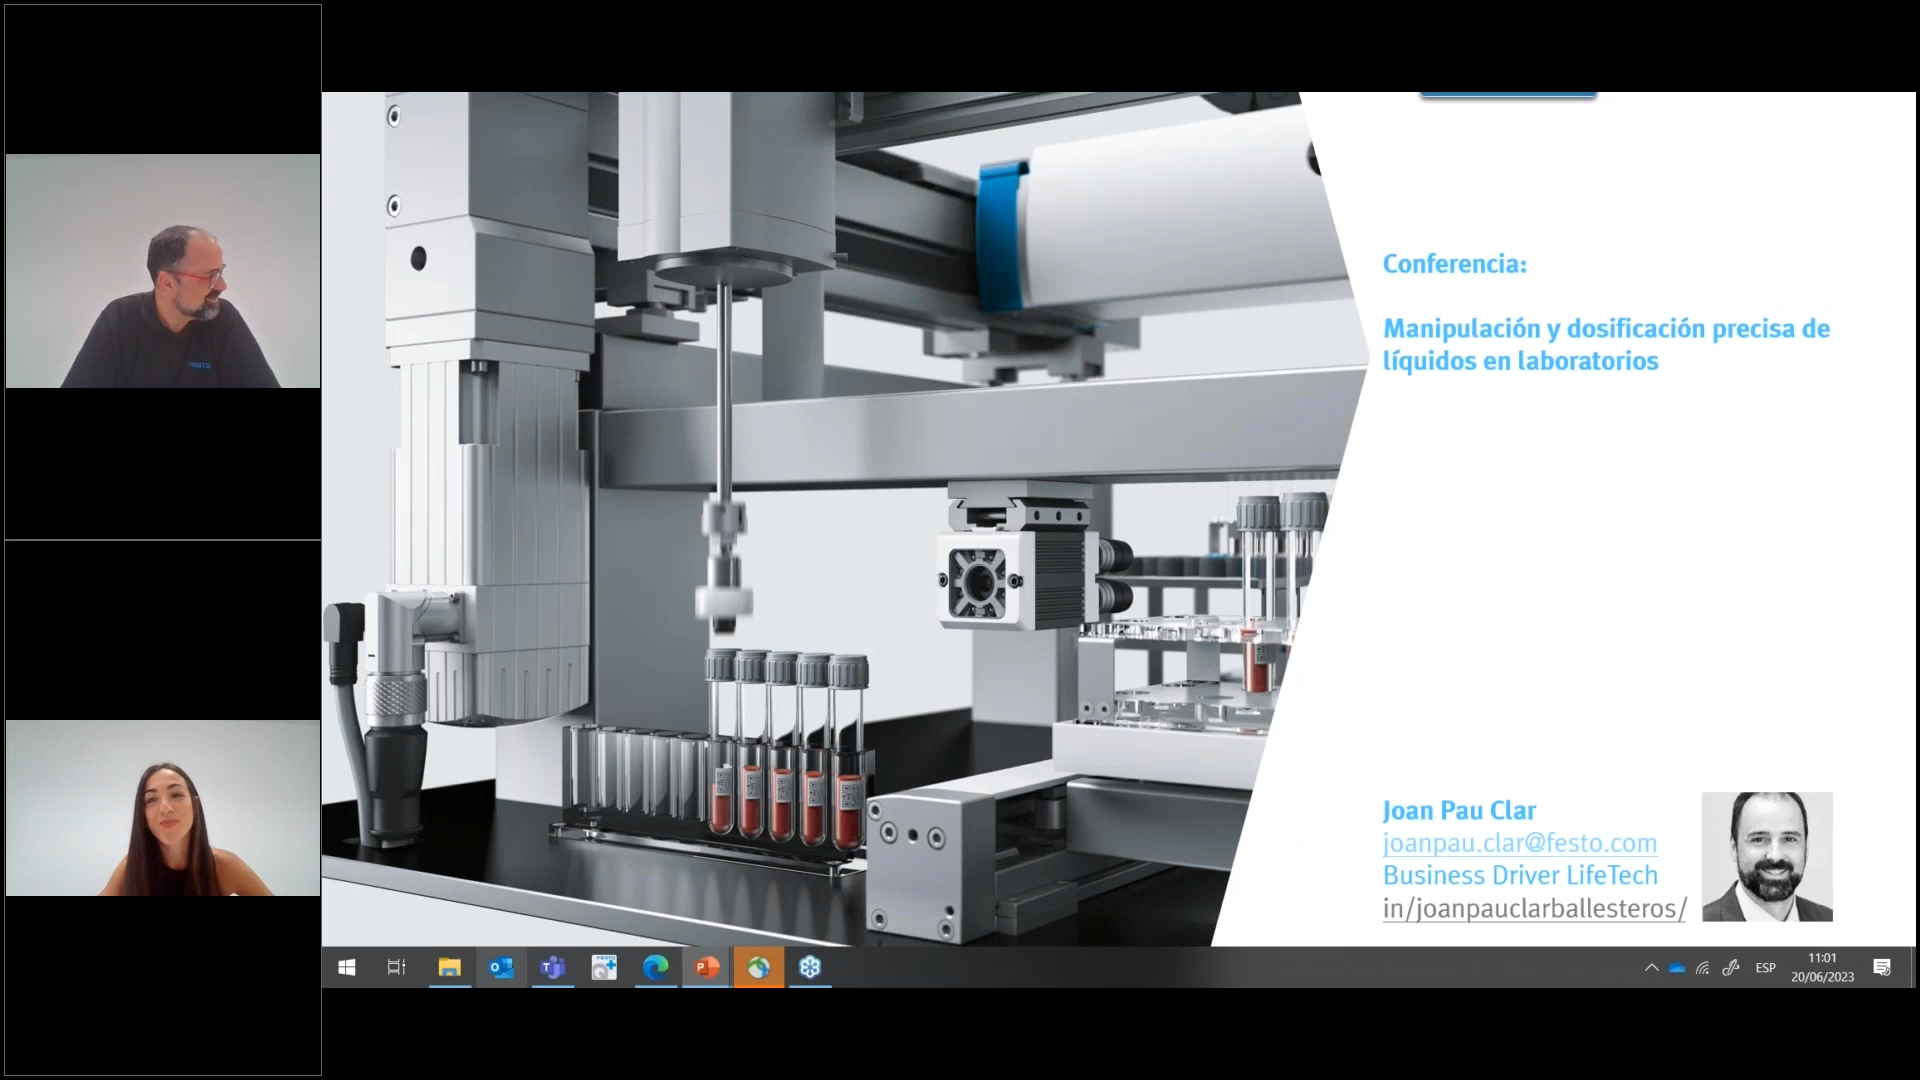 FESTO
Conferencia:
Manipulación y dosificación precisa de
líquidos en laboratorios
Joan Pau Clar
joanpau.clar@festo.com
Business Driver LifeTech
in/joanpauclarballesteros/
ESP
11:01
20/06/2023